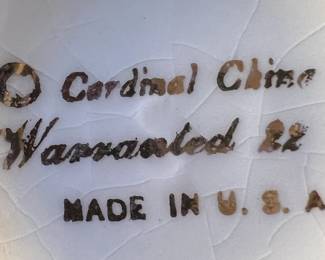 Cardinal China
Warranted 22
MADE IN U.S.A